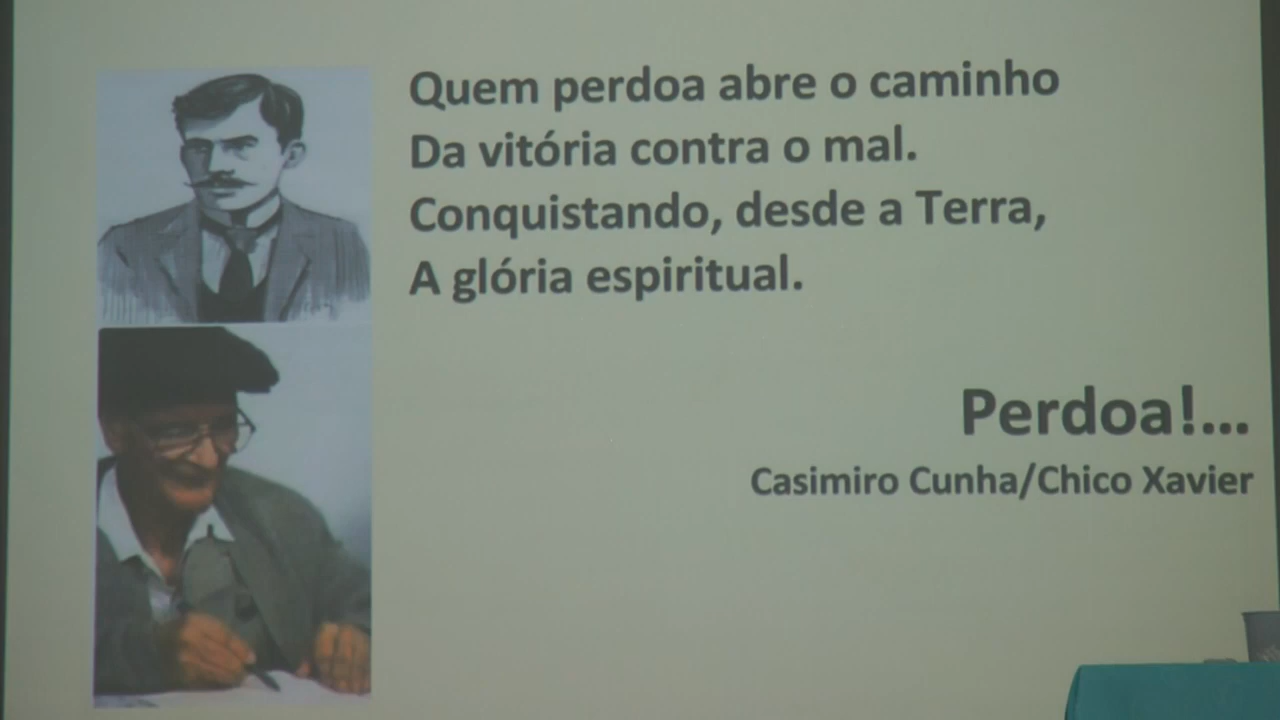 Quem perdoa abre o caminho
Da vitória contra o mal.
Conquistando, desde a Terra,
A glória espiritual.
Perdoa!...
Casimiro Cunha/Chico Xavier